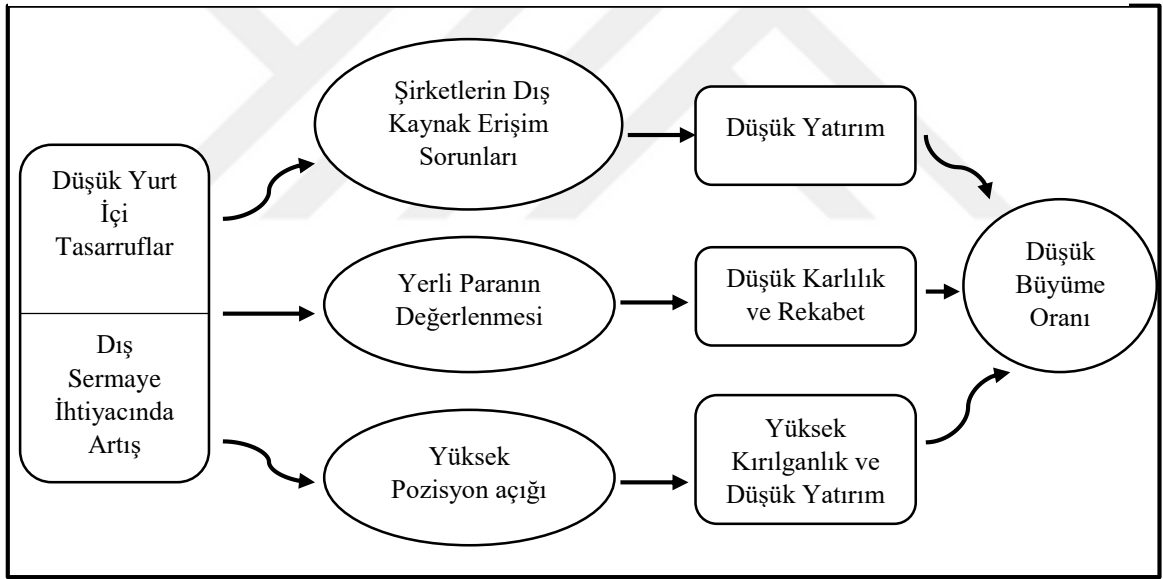 Düşük Yurt
İçi
Tasarruflar
Dış
Sermaye
İhtiyacında
Artış
Şirketlerin Dış
Kaynak Erişim
Sorunları
Düşük Yatırım
Yerli Paranın
Değerlenmesi
Düşük Karlılık
ve Rekabet
Yüksek
Pozisyon açığı
Yüksek
Kırılganlık ve
Düşük Yatırım
Düşük
Büyüme
Oranı